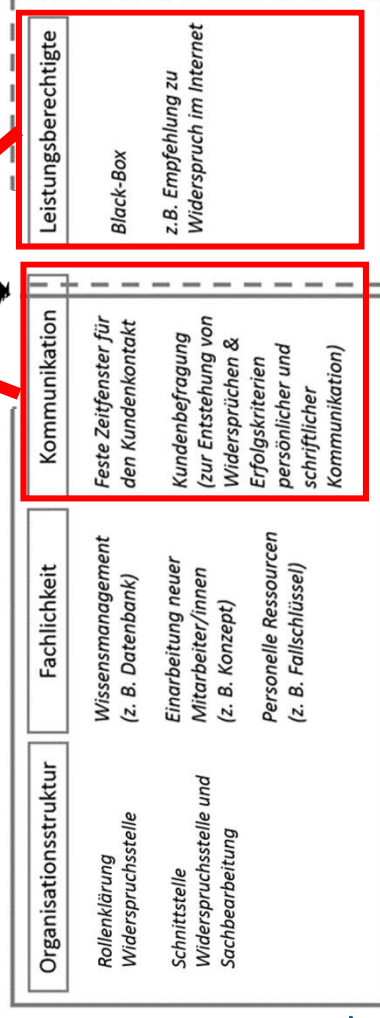 Organisationsstruktur
Rollenklärung
Widerspruchsstelle
Schnittstelle
Widerspruchsstelle und
Sachbearbeitung
Fachlichkeit
Wissensmanagement
(z. B. Datenbank)
Einarbeitung neuer
Mitarbeiter/innen
(z. B. Konzept)
Personelle Ressourcen
(z. B. Fallschlüssel)
Kommunikation
Feste Zeitfenster für
den Kundenkontakt
Kundenbefragung
(zur Entstehung von
Widersprüchen &
Erfolgskriterien
persönlicher und
schriftlicher
Kommunikation)
Leistungsberechtigte
Black-Box
z.B. Empfehlung zu
Widerspruch im Internet